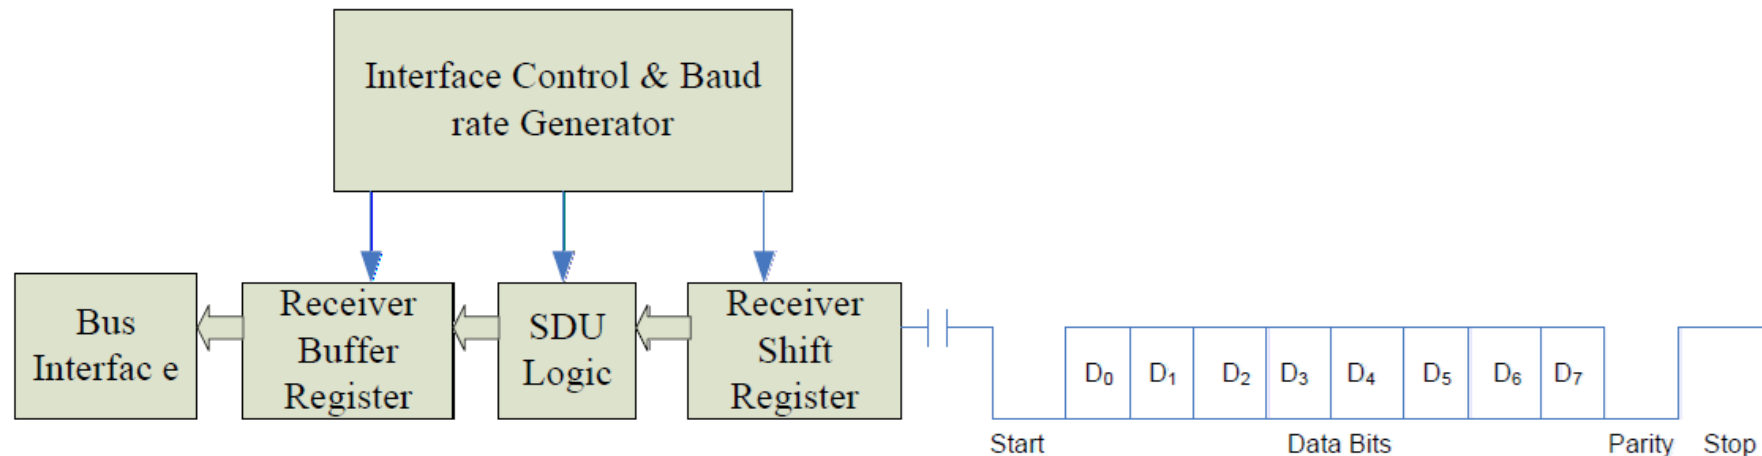 Interface Control & Baud
rate Generator
Bus
Interfac e
Receiver
Buffer
Register
SDU
Logic
Receiver
Shift
Register
D₀ D₁ D₂ D₃ D₄ D₅ D₆ D₇
Start Data Bits Parity Stop